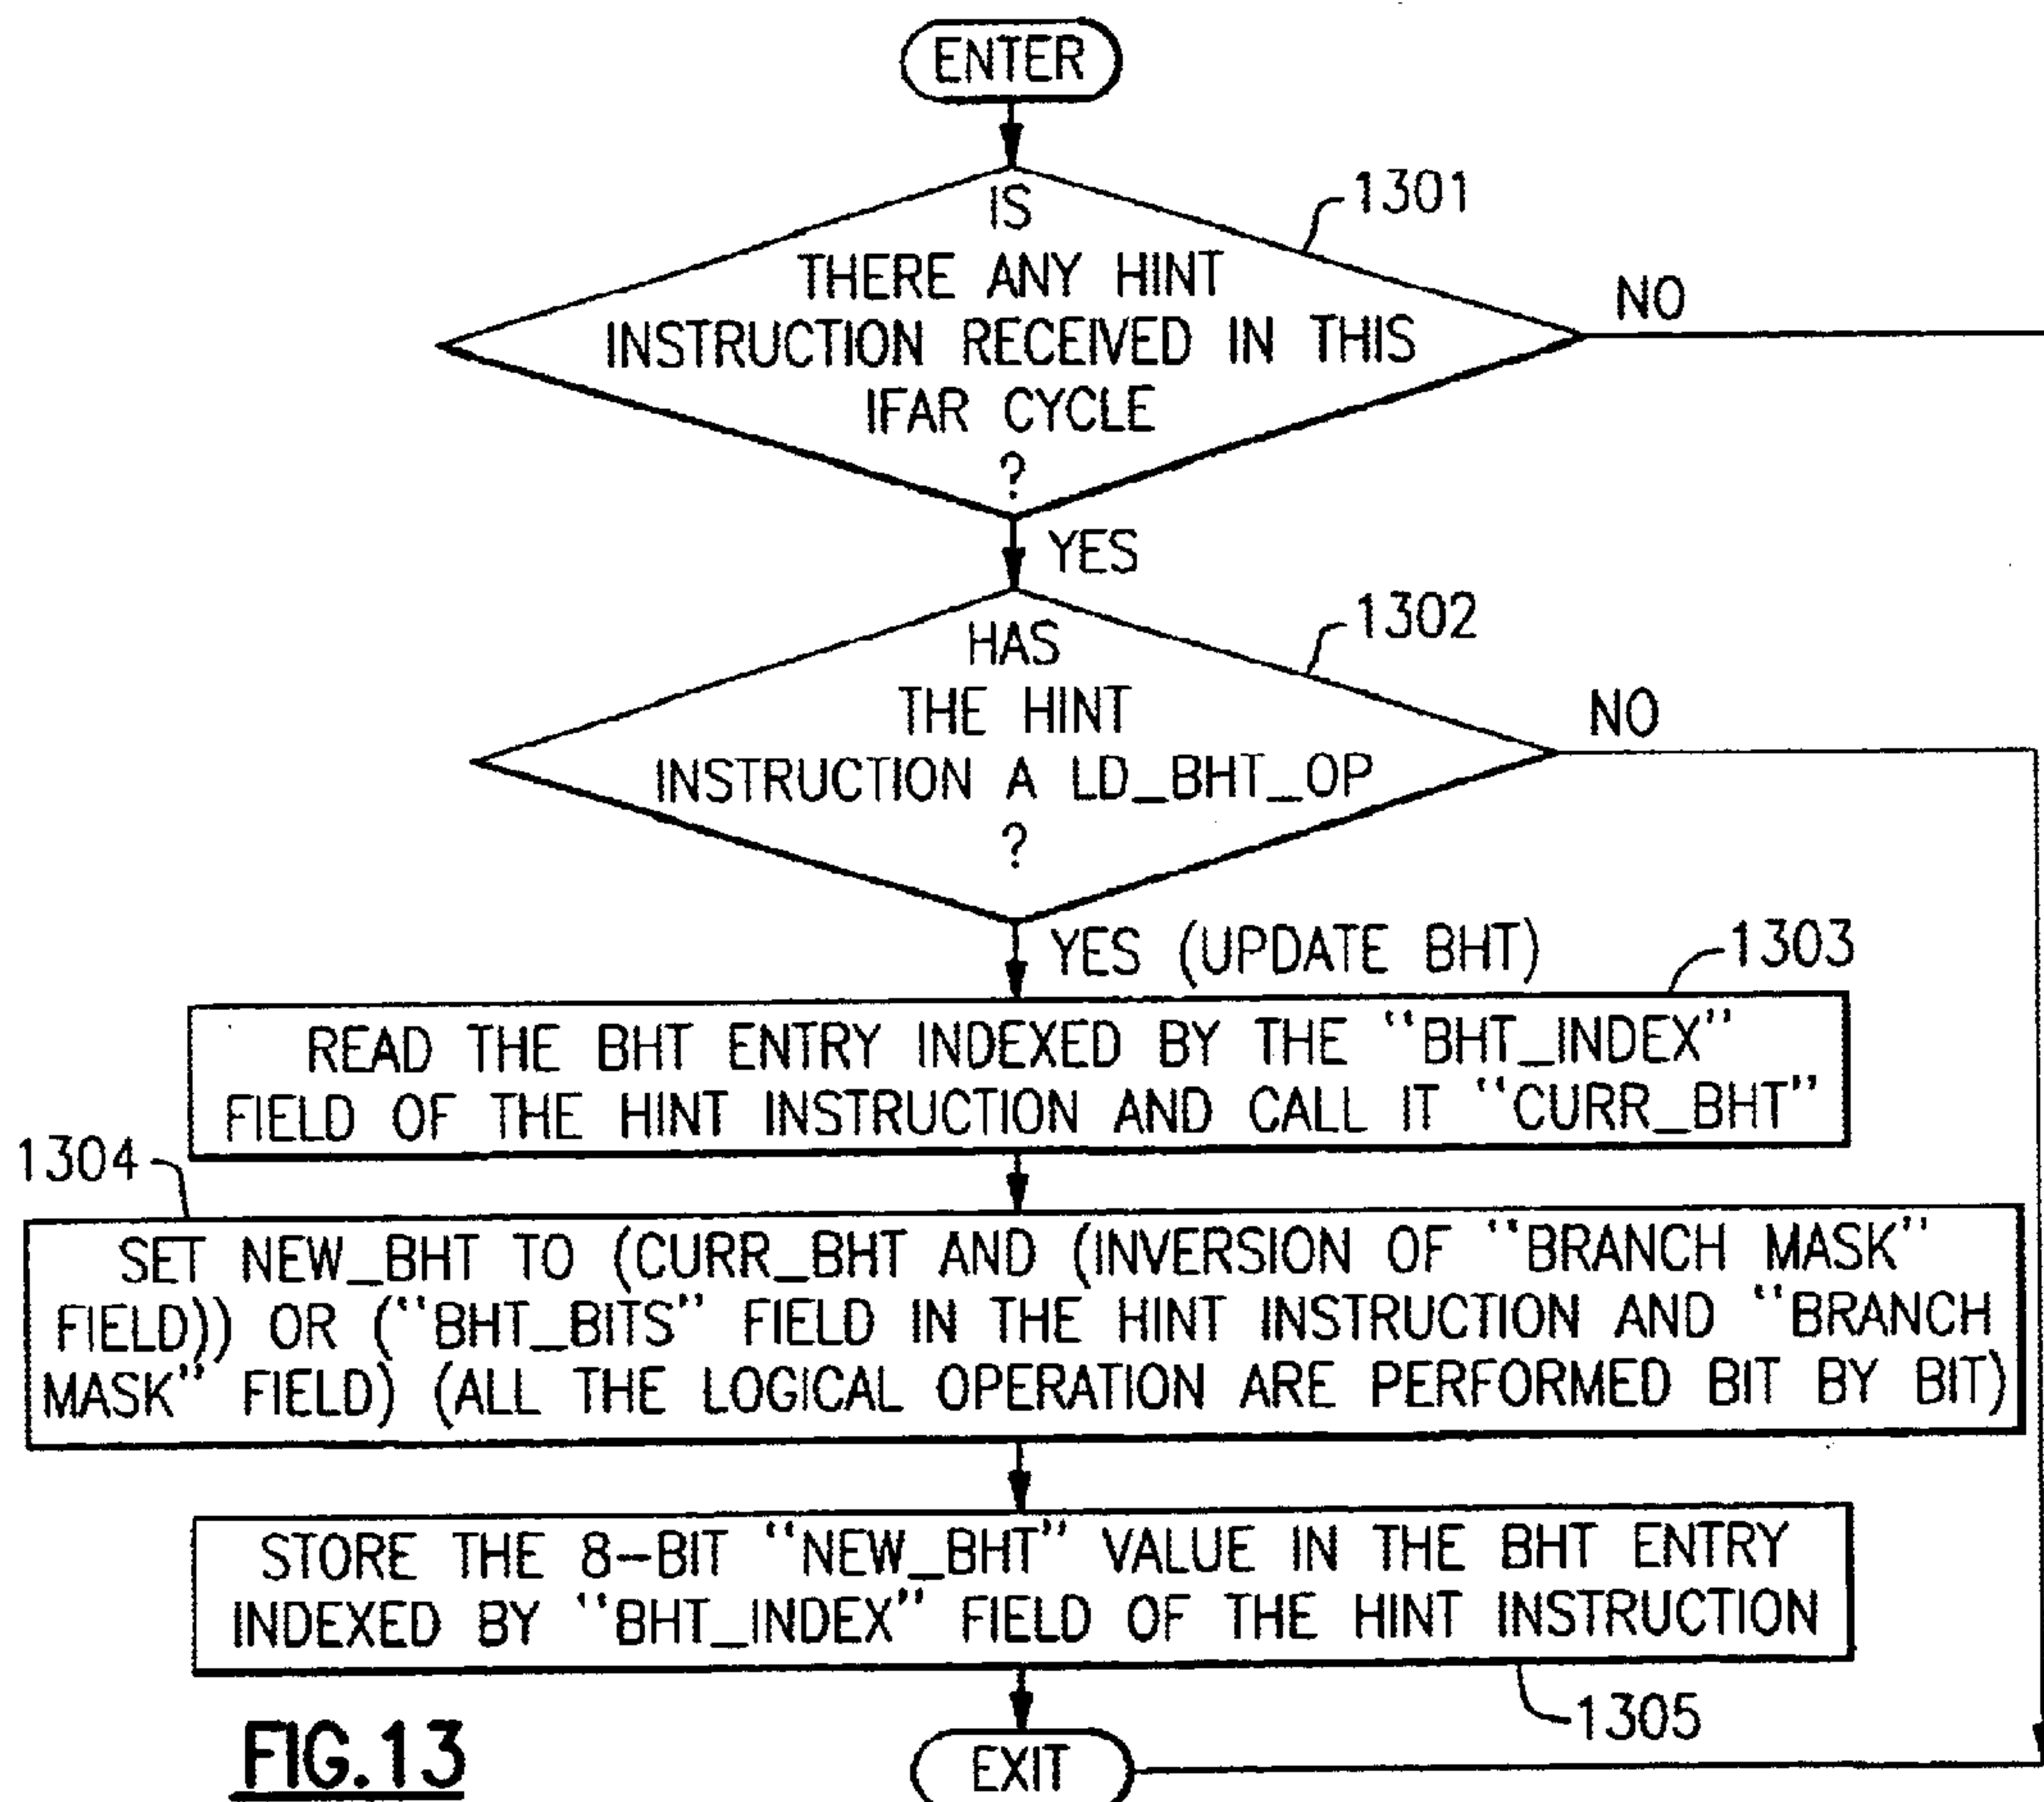 ENTER
1301
IS
THERE ANY HINT
INSTRUCTION RECEIVED IN THIS
IFAR CYCLE
?
NO
YES
1302
HAS
THE HINT
INSTRUCTION A LD_BHT_OP
?
NO
YES (UPDATE BHT)
1303
READ THE BHT ENTRY INDEXED BY THE "BHT_INDEX"
FIELD OF THE HINT INSTRUCTION AND CALL IT "CURR_BHT"
1304
SET NEW_BHT TO (CURR_BHT AND (INVERSION OF "BRANCH MASK"
FIELD)) OR ("BHT_BITS" FIELD IN THE HINT INSTRUCTION AND "BRANCH
MASK" FIELD) (ALL THE LOGICAL OPERATION ARE PERFORMED BIT BY BIT)
STORE THE 8-BIT "NEW_BHT" VALUE IN THE BHT ENTRY
INDEXED BY "BHT_INDEX" FIELD OF THE HINT INSTRUCTION
1305
EXIT
FIG.13